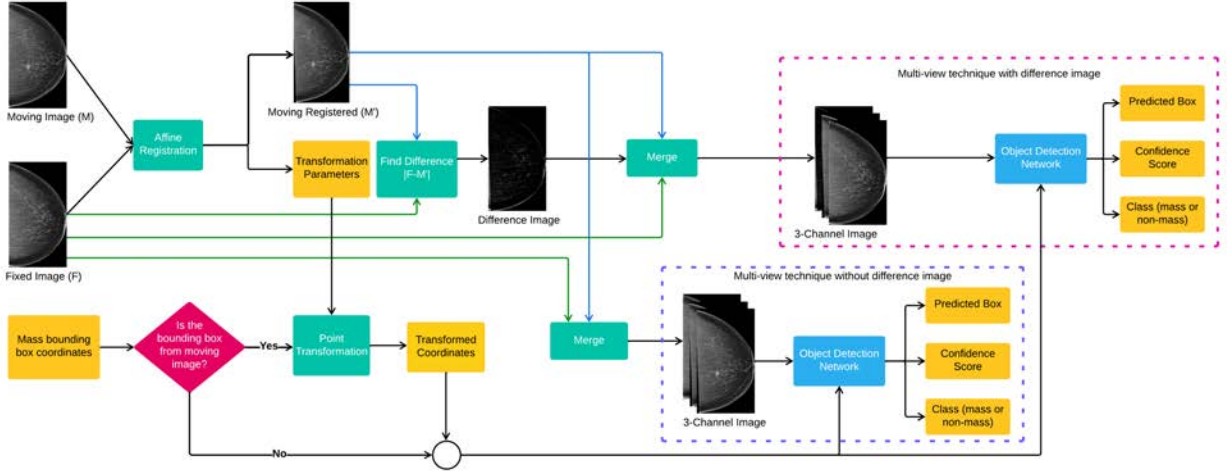 Moving Image (M)
Fixed Image (F)
Affine
Registration
Moving Registered (M')
Transformation
Parameters
Find Difference
|F-M'|
Difference Image
Merge
Multi-view technique with difference image
3-Channel Image
Object Detection
Network
Predicted Box
Confidence
Score
Class (mass or
non-mass)
Mass bounding
box coordinates
Is the
bounding box
from moving
image?
Yes
No
Point
Transformation
Transformed
Coordinates
Merge
Multi-view technique without difference image
3-Channel Image
Object Detection
Network
Predicted Box
Confidence
Score
Class (mass or
non-mass)